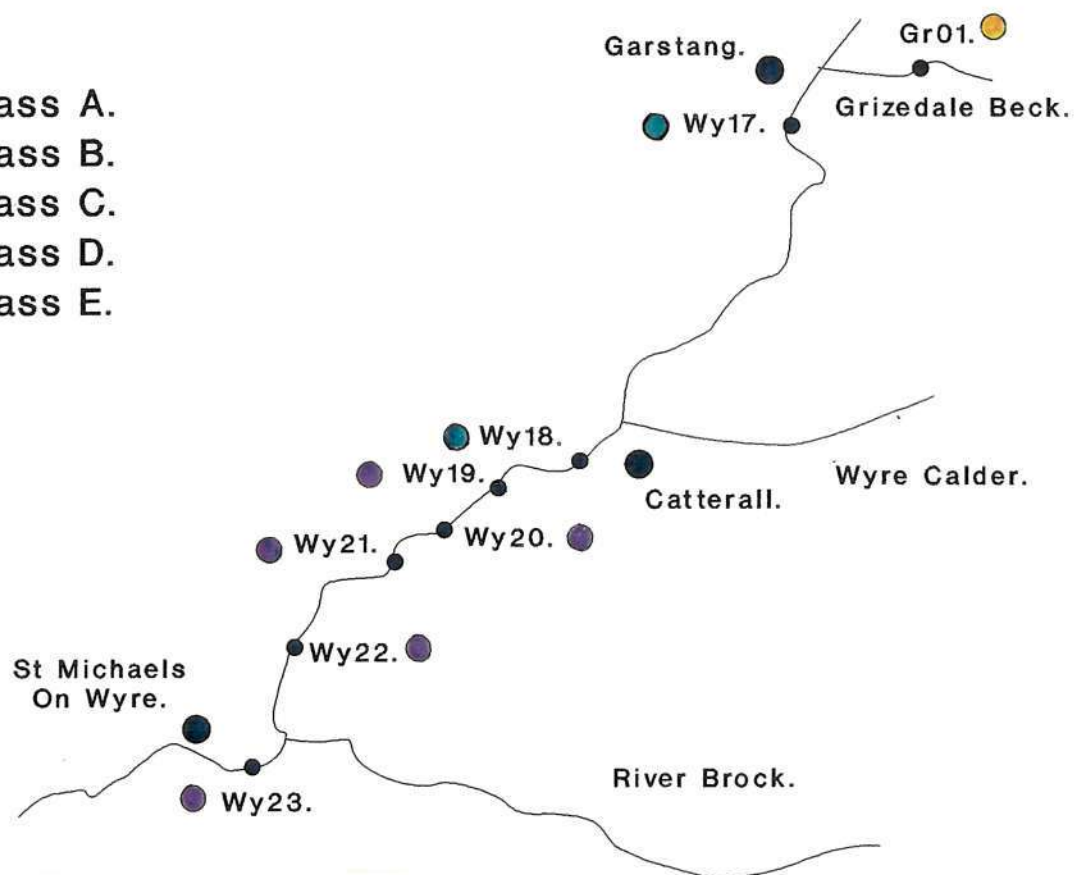 ass A.
ass B.
ass C.
ass D.
ass E.
Garstang.
Gr01.
Grizedale Beck.
Wy17.
Wy18.
Wy19.
Catterall.
Wyre Calder.
Wy20.
Wy21.
Wy22.
St Michaels
On Wyre.
River Brock.
Wy23.